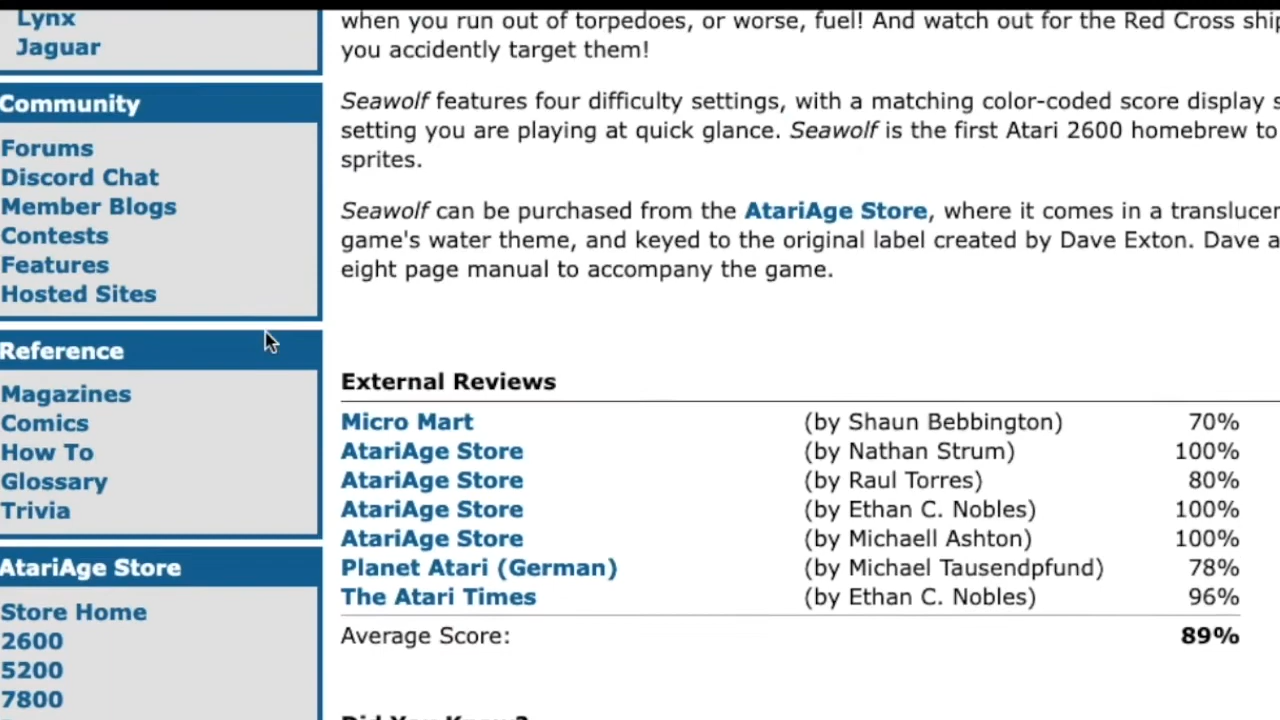 Lynx
Jaguar
Community
Forums
Discord Chat
Member Blogs
Contests
Features
Hosted Sites
Reference
Magazines
Comics
How To
Glossary
Trivia
AtariAge Store
Store Home
2600
5200
7800
when you run out of torpedoes, or worse, fuel! And watch out for the Red Cross ship
you accidently target them!
Seawolf features four difficulty settings, with a matching color-coded score display s
setting you are playing at quick glance. Seawolf is the first Atari 2600 homebrew to
sprites.
Seawolf can be purchased from the AtariAge Store, where it comes in a translucen
game's water theme, and keyed to the original label created by Dave Exton. Dave a
eight page manual to accompany the game.
External Reviews
Micro Mart (by Shaun Bebbington) 70%
AtariAge Store (by Nathan Strum) 100%
AtariAge Store (by Raul Torres) 80%
AtariAge Store (by Ethan C. Nobles) 100%
AtariAge Store (by Michaell Ashton) 100%
Planet Atari (German) (by Michael Tausendpfund) 78%
The Atari Times (by Ethan C. Nobles) 96%
Average Score: 89%
Did You Know?